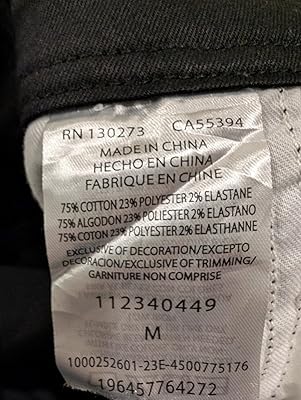 RN 130273 CA55394
MADE IN CHINA
HECHO EN CHINA
FABRIQUE EN CHINE
75% COTTON 23% POLYESTER 2% ELASTANE
75% ALGODON 23% POLYESTER 2% ELASTANO
75% COTON 23% POLYESTER 2% ELASTHANNE
EXCLUSIVE OF DECORATION/EXCEPTO
DECORACION/EXCLUSIVE OF TRIMMING/
GARNITURE NON COMPRISE
112340449
M
1000252601-23E-4500775176
196457764272